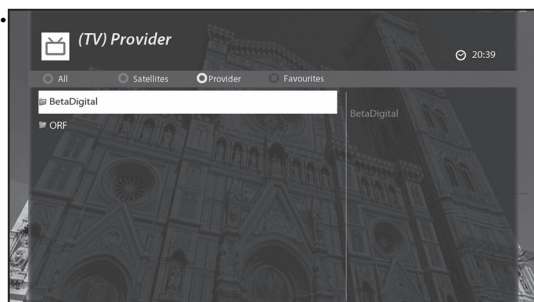 (TV) Provider
20:39
All Satellites Provider Favourites
BetaDigital
BetaDigital
ORF